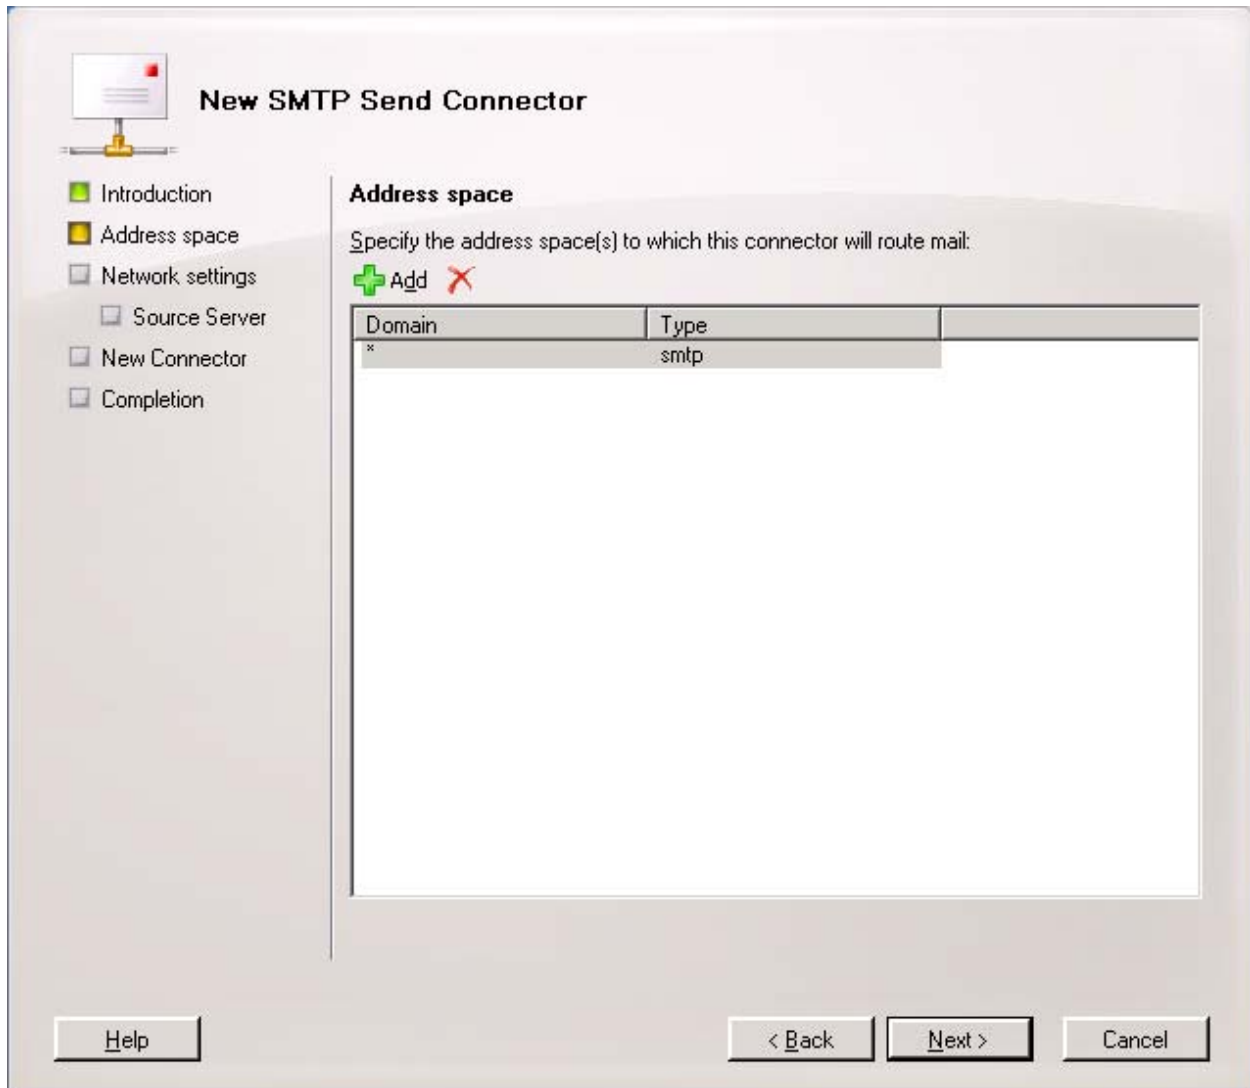 New SMTP Send Connector
Introduction
Address space
Network settings
Source Server
New Connector
Completion
Address space
Specify the address space(s) to which this connector will route mail:
Add
Domain Type
* smtp
Help < Back Next > Cancel